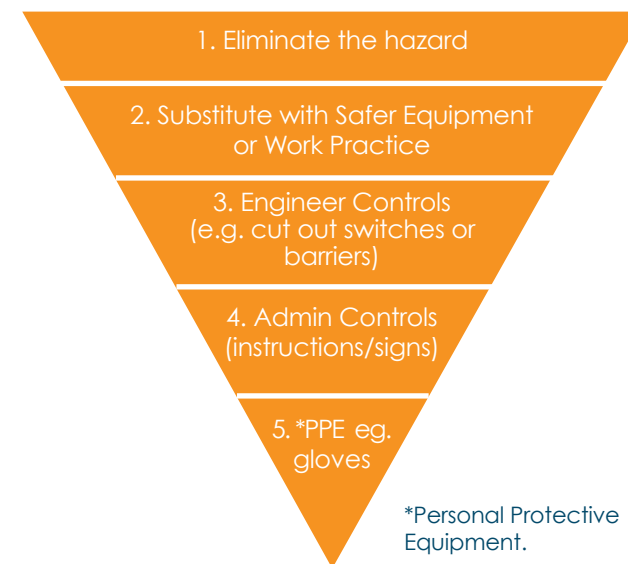 1. Eliminate the hazard
2. Substitute with Safer Equipment
or Work Practice
3. Engineer Controls
(e.g. cut out switches or
barriers)
4. Admin Controls
(instructions/signs)
5. *PPE eg.
gloves
*Personal Protective
Equipment.